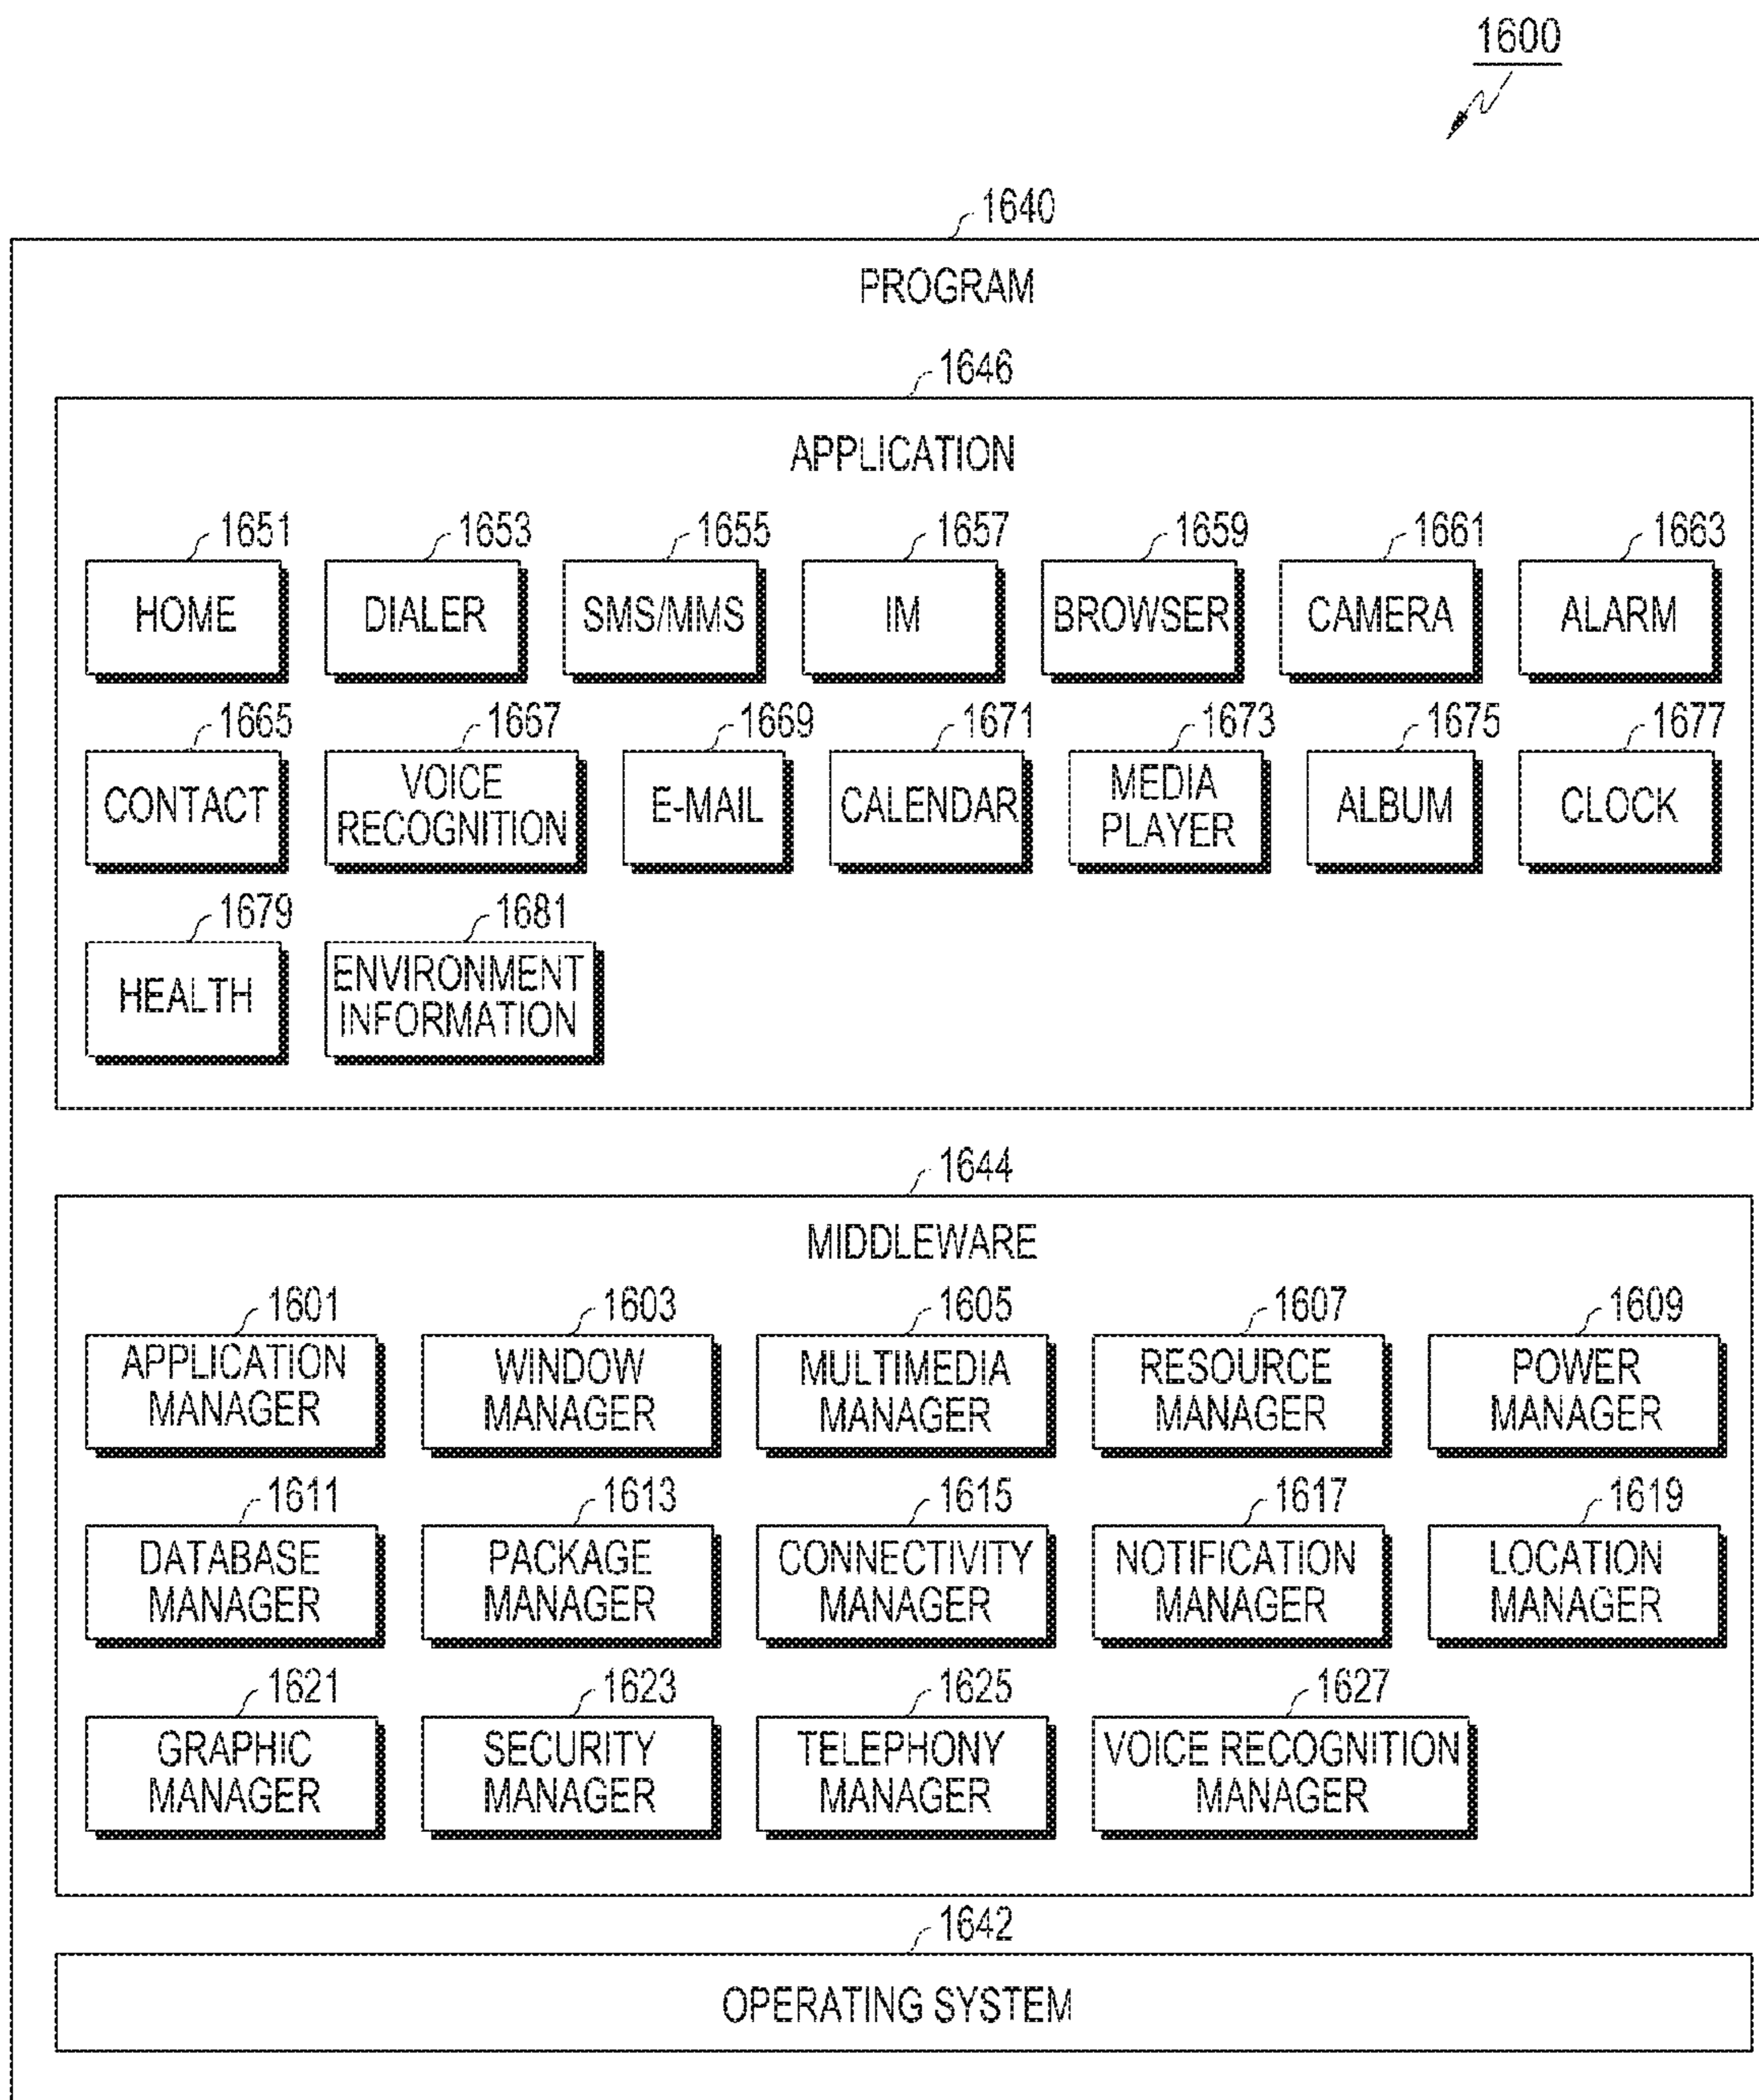 1600
1640
PROGRAM
1646
APPLICATION
1651 1653 1655 1657 1659 1661 1663
HOME DIALER SMS/MMS IM BROWSER CAMERA ALARM
1665 1667 1669 1671 1673 1675 1677
CONTACT VOICE RECOGNITION E-MAIL CALENDAR MEDIA PLAYER ALBUM CLOCK
1679 1681
HEALTH ENVIRONMENT INFORMATION
1644
MIDDLEWARE
1601 1603 1605 1607 1609
APPLICATION WINDOW MULTIMEDIA RESOURCE POWER
MANAGER MANAGER MANAGER MANAGER MANAGER
1611 1613 1615 1617 1619
DATABASE PACKAGE CONNECTIVITY NOTIFICATION LOCATION
MANAGER MANAGER MANAGER MANAGER MANAGER
1621 1623 1625 1627
GRAPHIC SECURITY TELEPHONY VOICE RECOGNITION
MANAGER MANAGER MANAGER MANAGER
1642
OPERATING SYSTEM